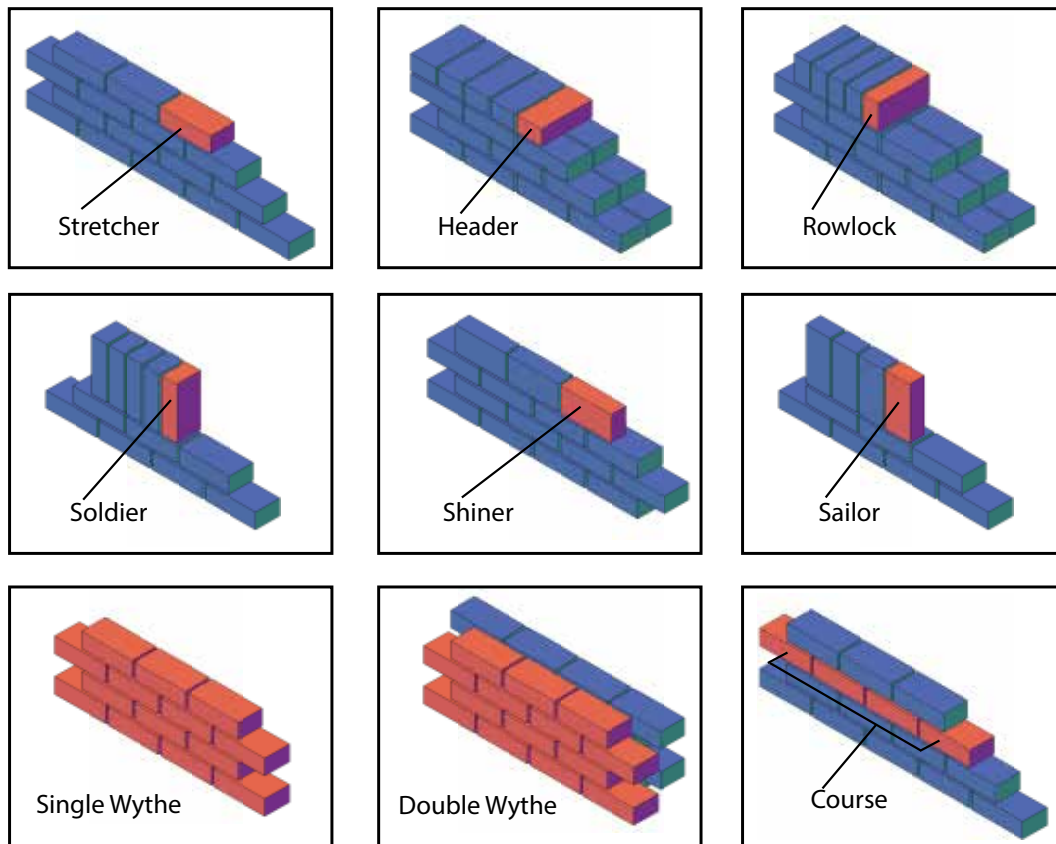 Stretcher
Header
Rowlock
Soldier
Shiner
Sailor
Single Wythe
Double Wythe
Course